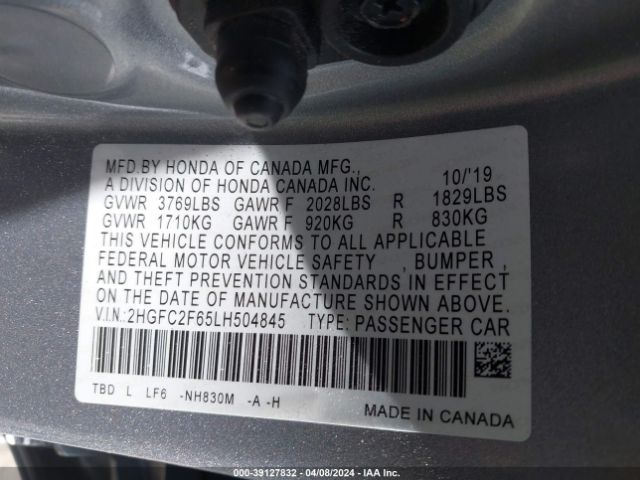 MFD.BY HONDA OF CANADA MFG.,
A DIVISION OF HONDA CANADA INC. 10/'19
GVWR 3769LBS GAWR F 2028LBS R 1829LBS
GVWR 1710KG GAWR F 920KG R 830KG
THIS VEHICLE CONFORMS TO ALL APPLICABLE
FEDERAL MOTOR VEHICLE SAFETY , BUMPER ,
AND THEFT PREVENTION STANDARDS IN EFFECT
ON THE DATE OF MANUFACTURE SHOWN ABOVE.
V.I.N.: 2HGFC2F65LH504845 TYPE: PASSENGER CAR
TBD L LF6 -NH830M -A -H
MADE IN CANADA
000-39127832 - 04/08/2024 - IAA Inc.